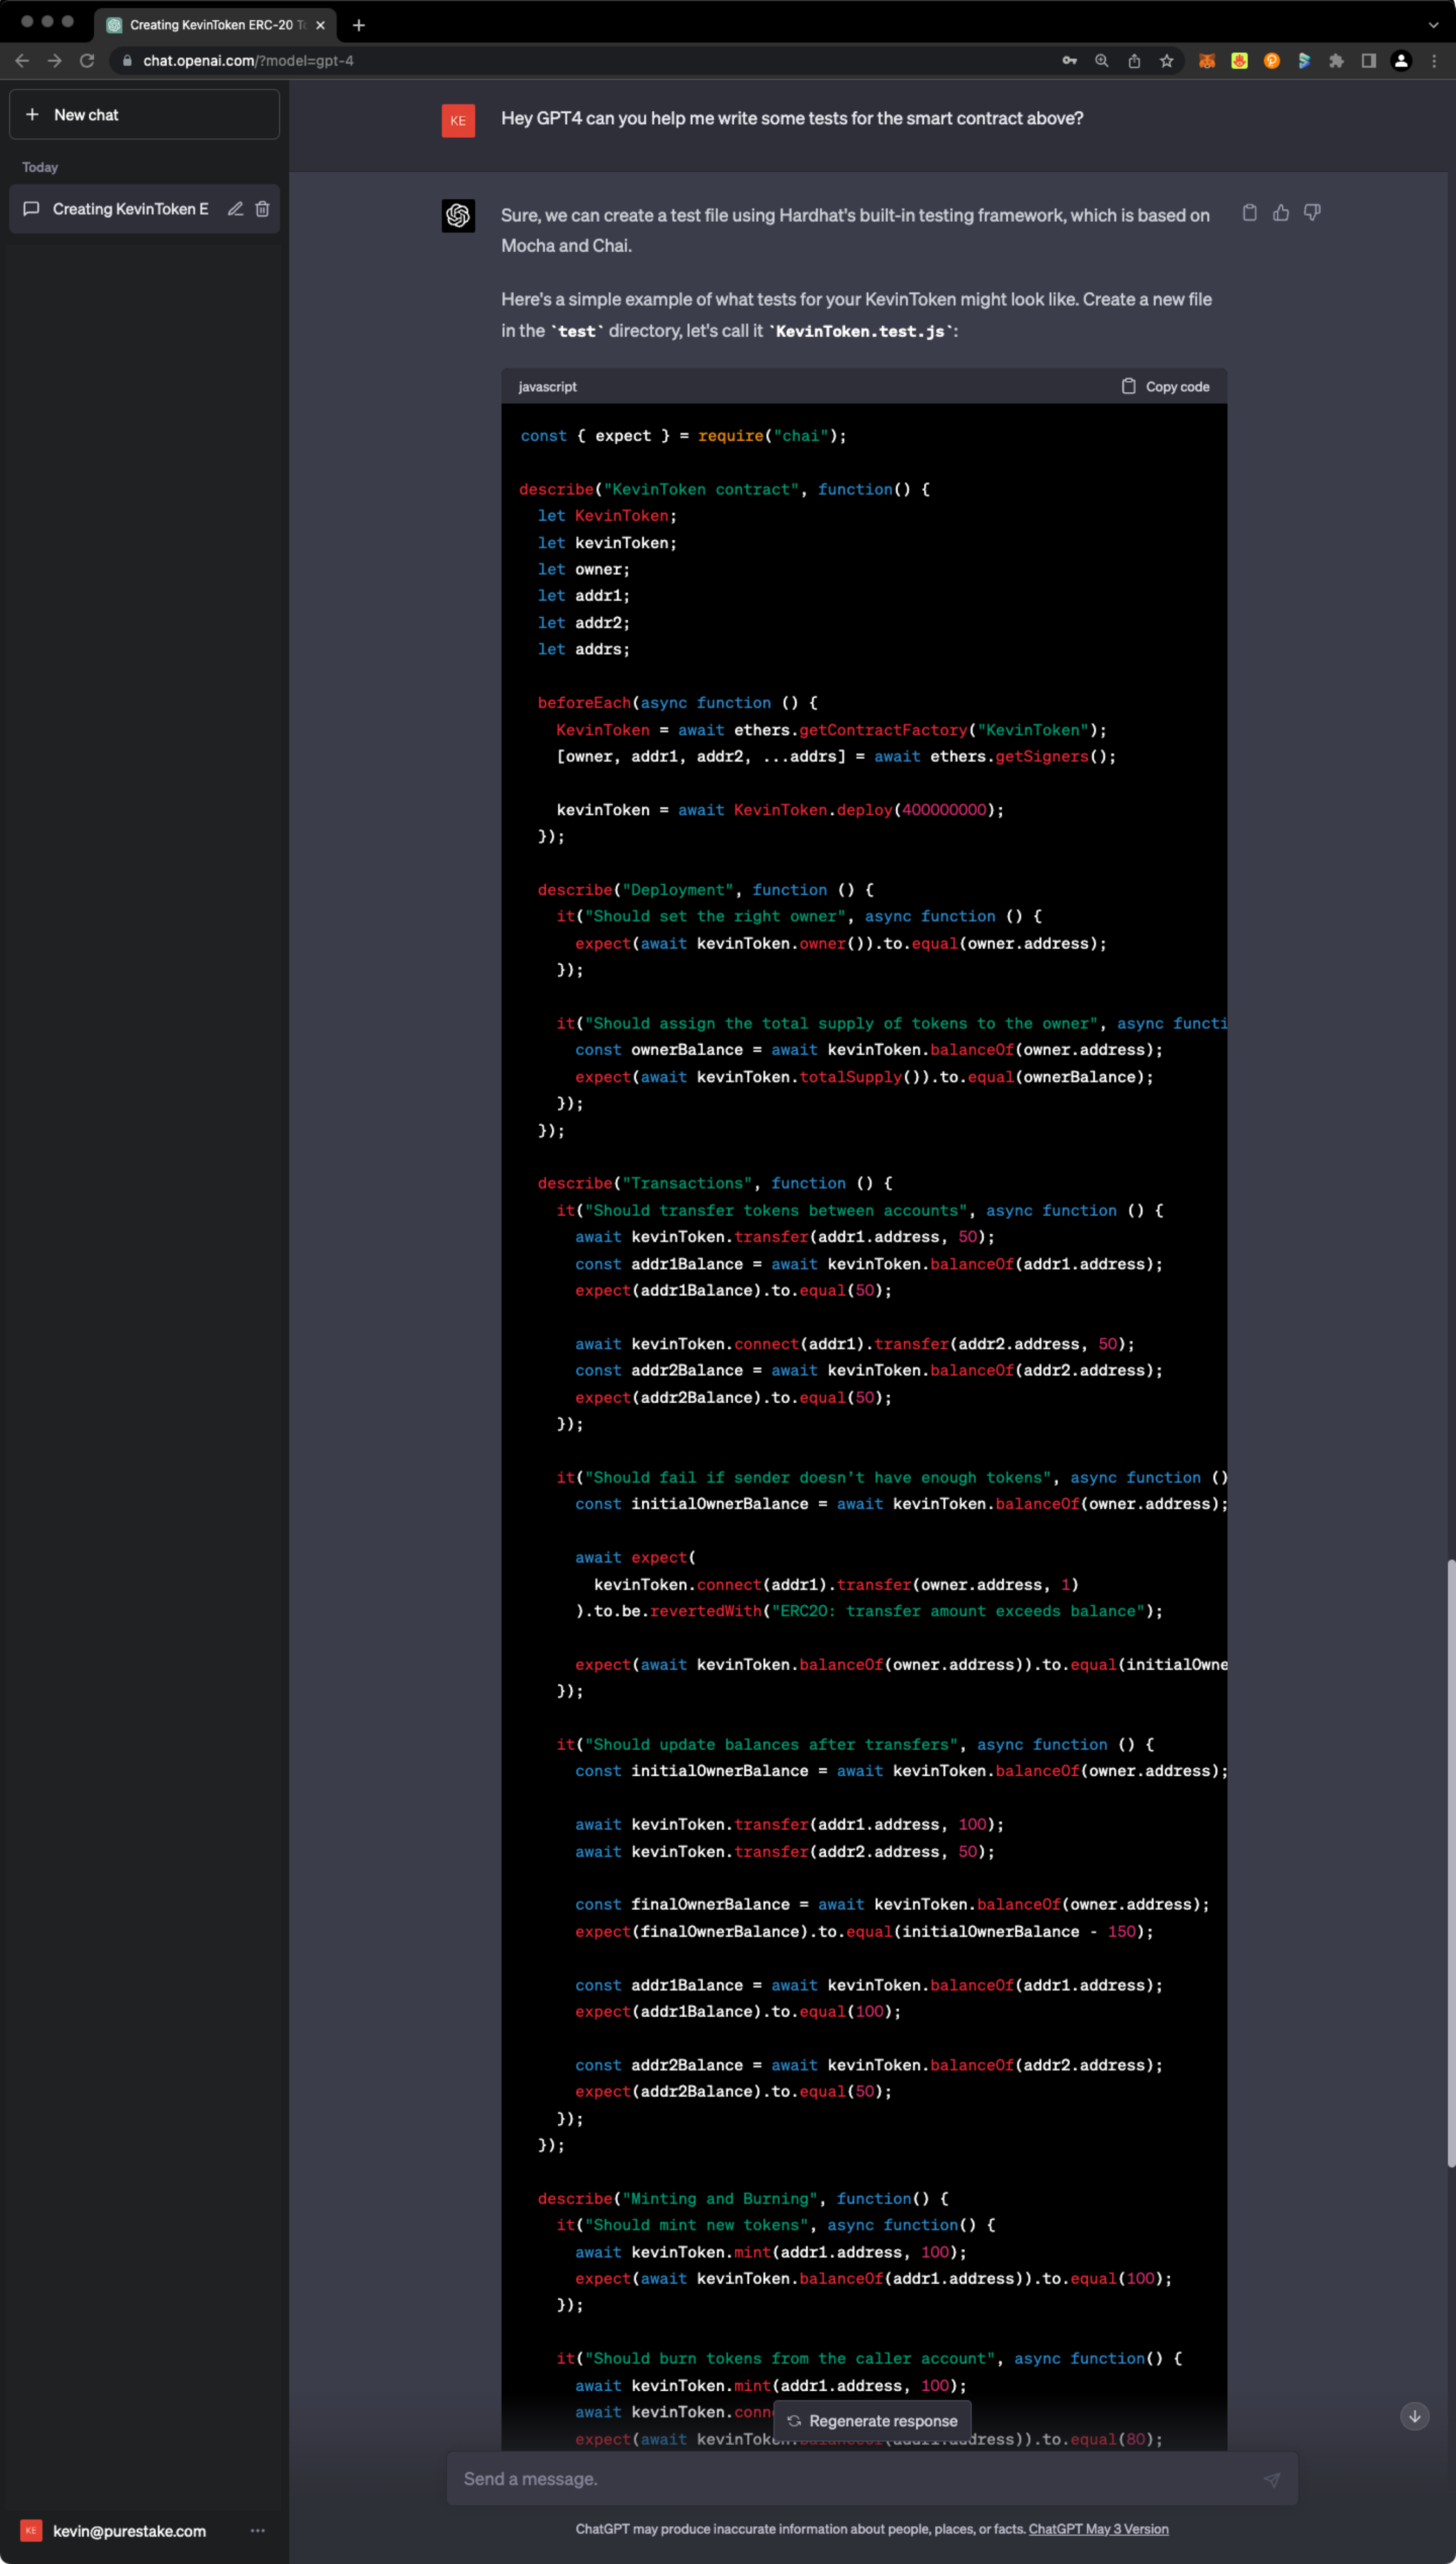 Creating KevinToken ERC-20 To
chat.openai.com/?model=gpt-4
New chat
Today
Creating KevinToken E
KE
Hey GPT4 can you help me write some tests for the smart contract above?
Sure, we can create a test file using Hardhat's built-in testing framework, which is based on
Mocha and Chai.
Here's a simple example of what tests for your KevinToken might look like. Create a new file
in the `test` directory, let's call it `KevinToken.test.js`:
javascript
Copy code
const { expect } = require("chai");
describe("KevinToken contract", function() {
let KevinToken;
let kevinToken;
let owner;
let addr1;
let addr2;
let addrs;
beforeEach(async function () {
KevinToken = await ethers.getContractFactory("KevinToken");
[owner, addr1, addr2, ...addrs] = await ethers.getSigners();
kevinToken = await KevinToken.deploy(400000000);
});
describe("Deployment", function () {
it("Should set the right owner", async function () {
expect(await kevinToken.owner()).to.equal(owner.address);
});
it("Should assign the total supply of tokens to the owner", async functi
const ownerBalance = await kevinToken.balanceOf(owner.address);
expect(await kevinToken.totalSupply()).to.equal(ownerBalance);
});
});
describe("Transactions", function () {
it("Should transfer tokens between accounts", async function () {
await kevinToken.transfer(addr1.address, 50);
const addr1Balance = await kevinToken.balanceOf(addr1.address);
expect(addr1Balance).to.equal(50);
await kevinToken.connect(addr1).transfer(addr2.address, 50);
const addr2Balance = await kevinToken.balanceOf(addr2.address);
expect(addr2Balance).to.equal(50);
});
it("Should fail if sender doesn't have enough tokens", async function ()
const initialOwnerBalance = await kevinToken.balanceOf(owner.address);
await expect(
kevinToken.connect(addr1).transfer(owner.address, 1)
).to.be.revertedWith("ERC20: transfer amount exceeds balance");
expect(await kevinToken.balanceOf(owner.address)).to.equal(initialOwne
});
it("Should update balances after transfers", async function () {
const initialOwnerBalance = await kevinToken.balanceOf(owner.address);
await kevinToken.transfer(addr1.address, 100);
await kevinToken.transfer(addr2.address, 50);
const finalOwnerBalance = await kevinToken.balanceOf(owner.address);
expect(finalOwnerBalance).to.equal(initialOwnerBalance - 150);
const addr1Balance = await kevinToken.balanceOf(addr1.address);
expect(addr1Balance).to.equal(100);
const addr2Balance = await kevinToken.balanceOf(addr2.address);
expect(addr2Balance).to.equal(50);
});
});
describe("Minting and Burning", function() {
it("Should mint new tokens", async function() {
await kevinToken.mint(addr1.address, 100);
expect(await kevinToken.balanceOf(addr1.address)).to.equal(100);
});
it("Should burn tokens from the caller account", async function() {
await kevinToken.mint(addr1.address, 100);
await kevinToken.conn
Regenerate response
expect(await dress)).to.equal(80);
Send a message.
KE
kevin@purestake.com
ChatGPT may produce inaccurate information about people, places, or facts. ChatGPT May 3 Version